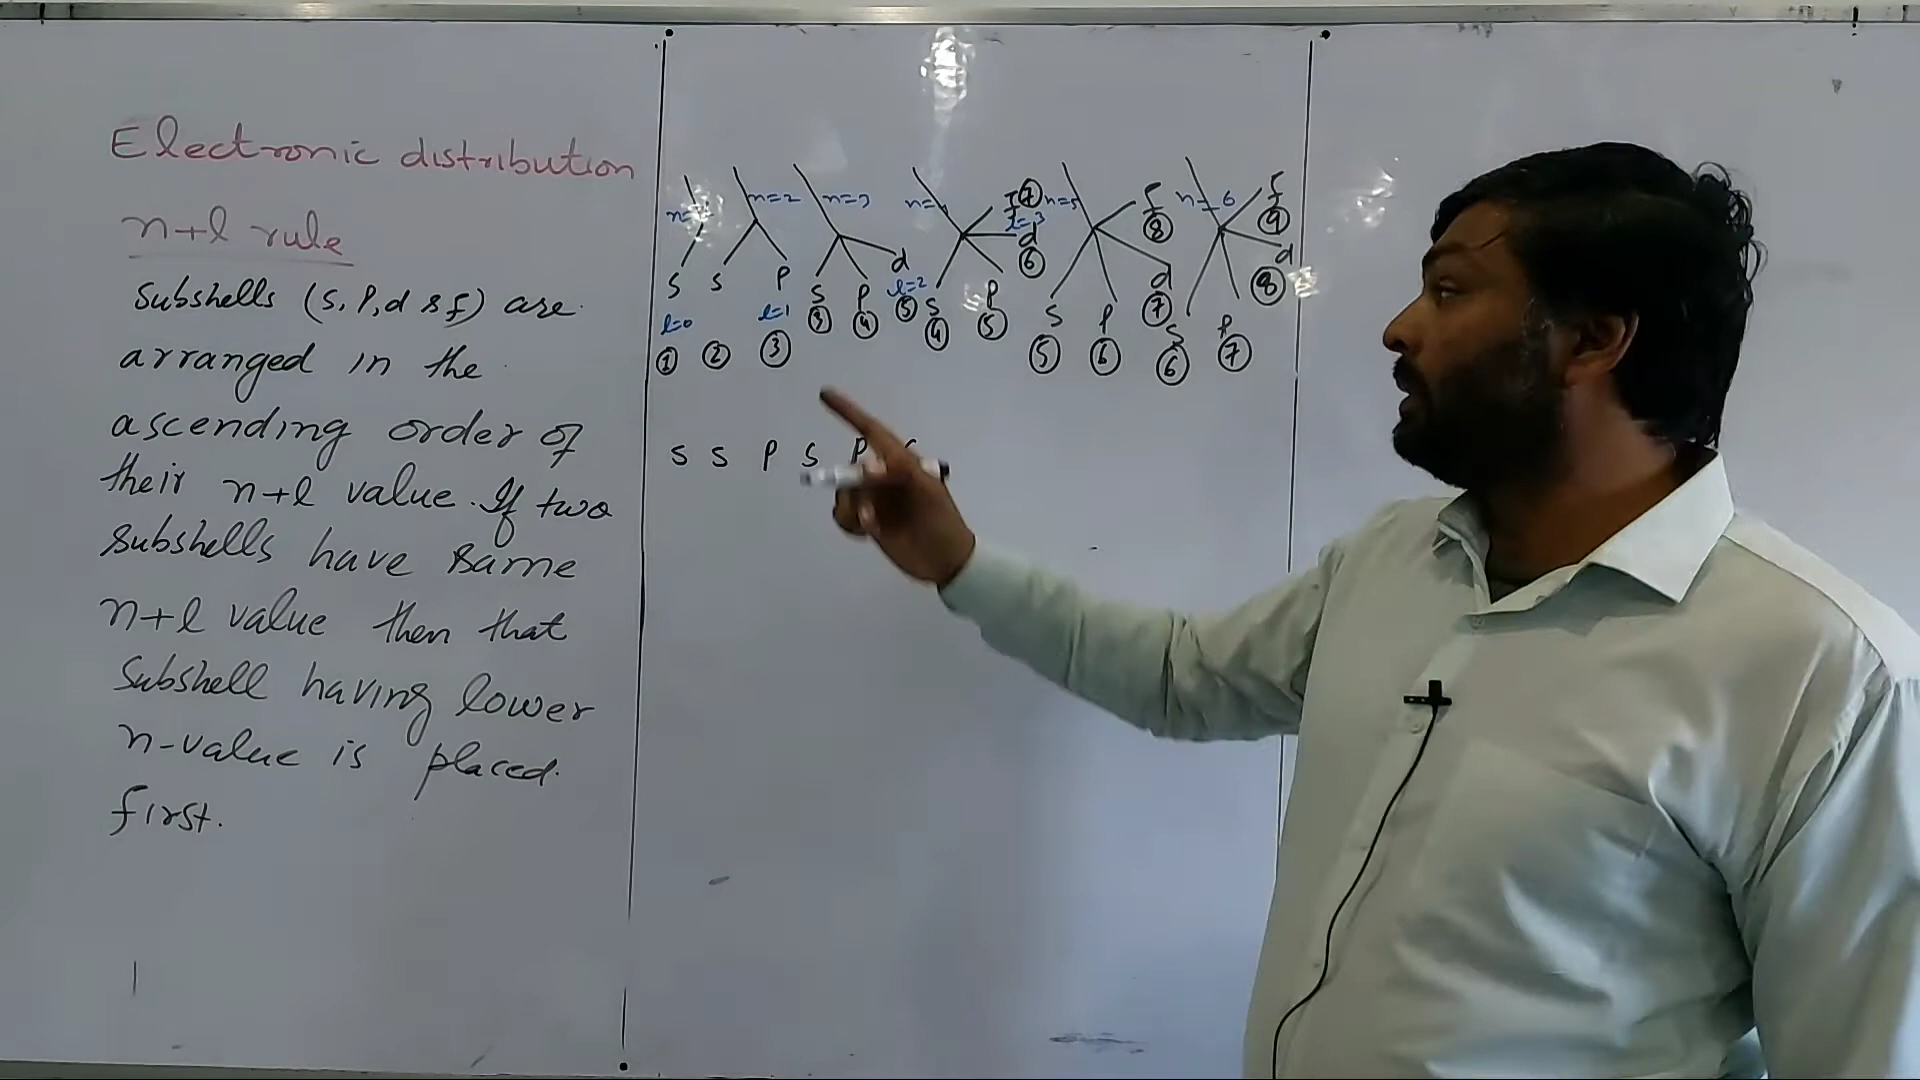 Electronic distribution
n+l rule
Subshells (s, p, d & f) are
arranged in the
ascending order of
their n+l value. If two
subshells have same
n+l value then that
subshell having lower
n-value is placed
first.
n=2 n=3 n=5 n=6
s s p s p d s p d f s p d f s p d f
l=0 l=1 l=2 l=3
1 2 3 3 4 5 4 5 6 7 5 6 7 8 6 7 8 9
s s p s p